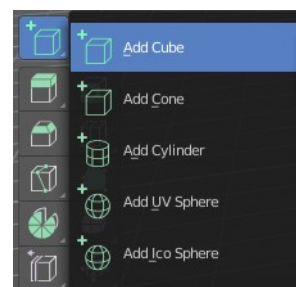 Add Cube
Add Cone
Add Cylinder
Add UV Sphere
Add Ico Sphere